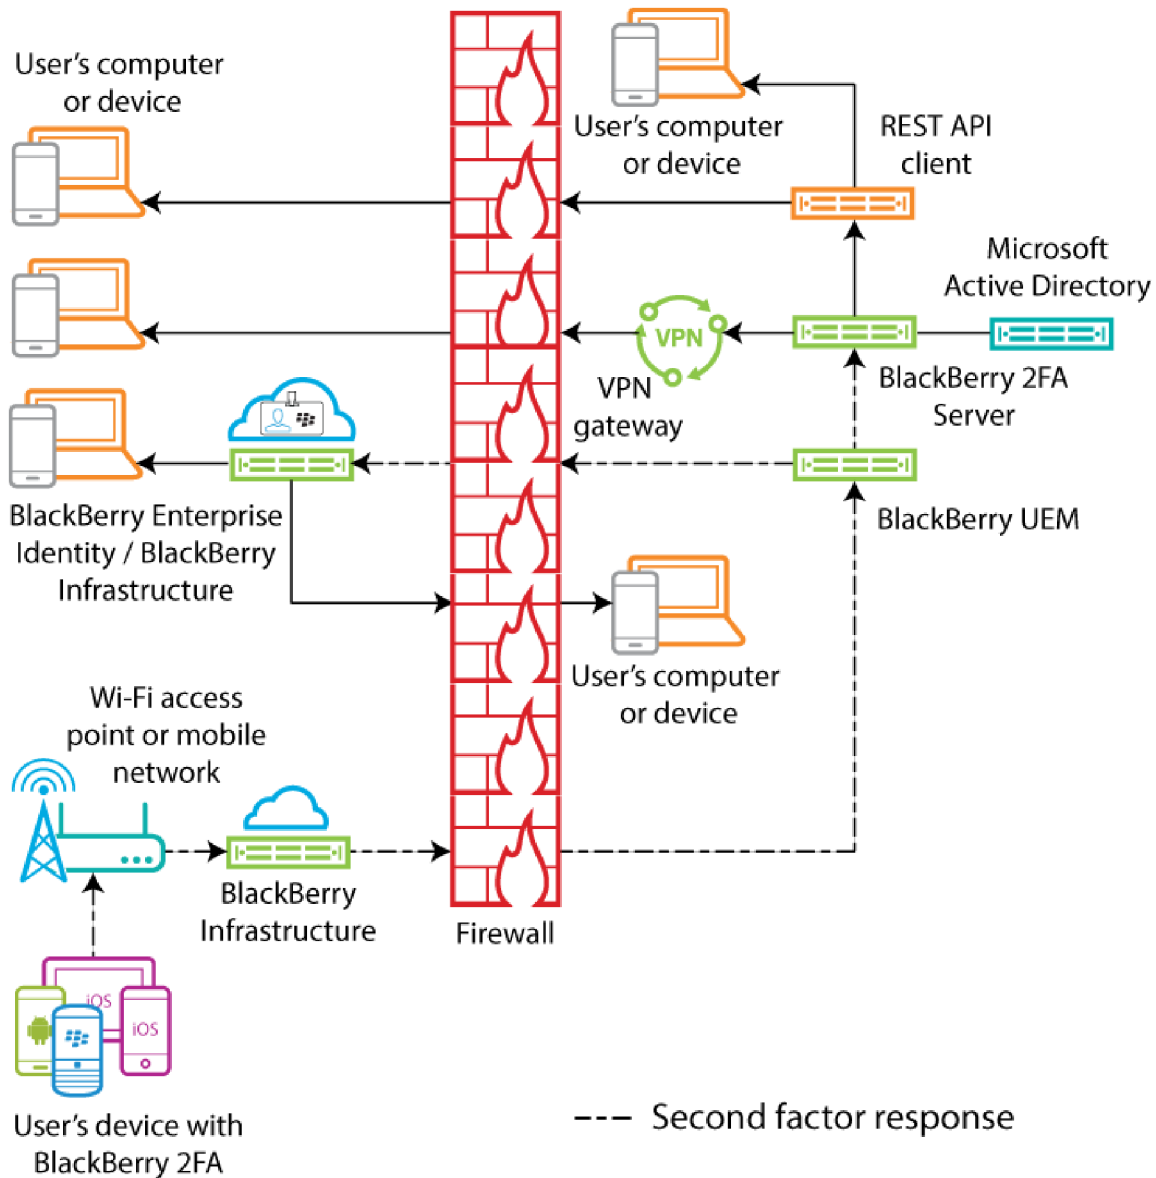 User's computer
or device
User's computer
or device
REST API
client
Microsoft
Active Directory
VPN
VPN
gateway
BlackBerry 2FA
Server
BlackBerry Enterprise
Identity / BlackBerry
Infrastructure
BlackBerry UEM
User's computer
or device
Wi-Fi access
point or mobile
network
BlackBerry
Infrastructure
Firewall
iOS
iOS
User's device with
BlackBerry 2FA
Second factor response